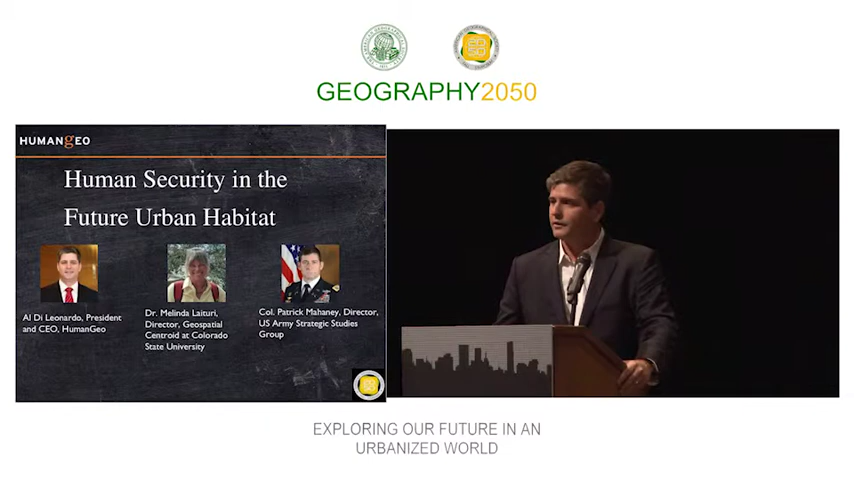 GEOGRAPHY2050
HUMANgEO
Human Security in the
Future Urban Habitat
Al Di Leonardo, President
and CEO, HumanGeo
Dr. Melinda Laituri,
Director, Geospatial
Centroid at Colorado
State University
Col. Patrick Mahaney, Director,
US Army Strategic Studies
Group
EXPLORING OUR FUTURE IN AN
URBANIZED WORLD